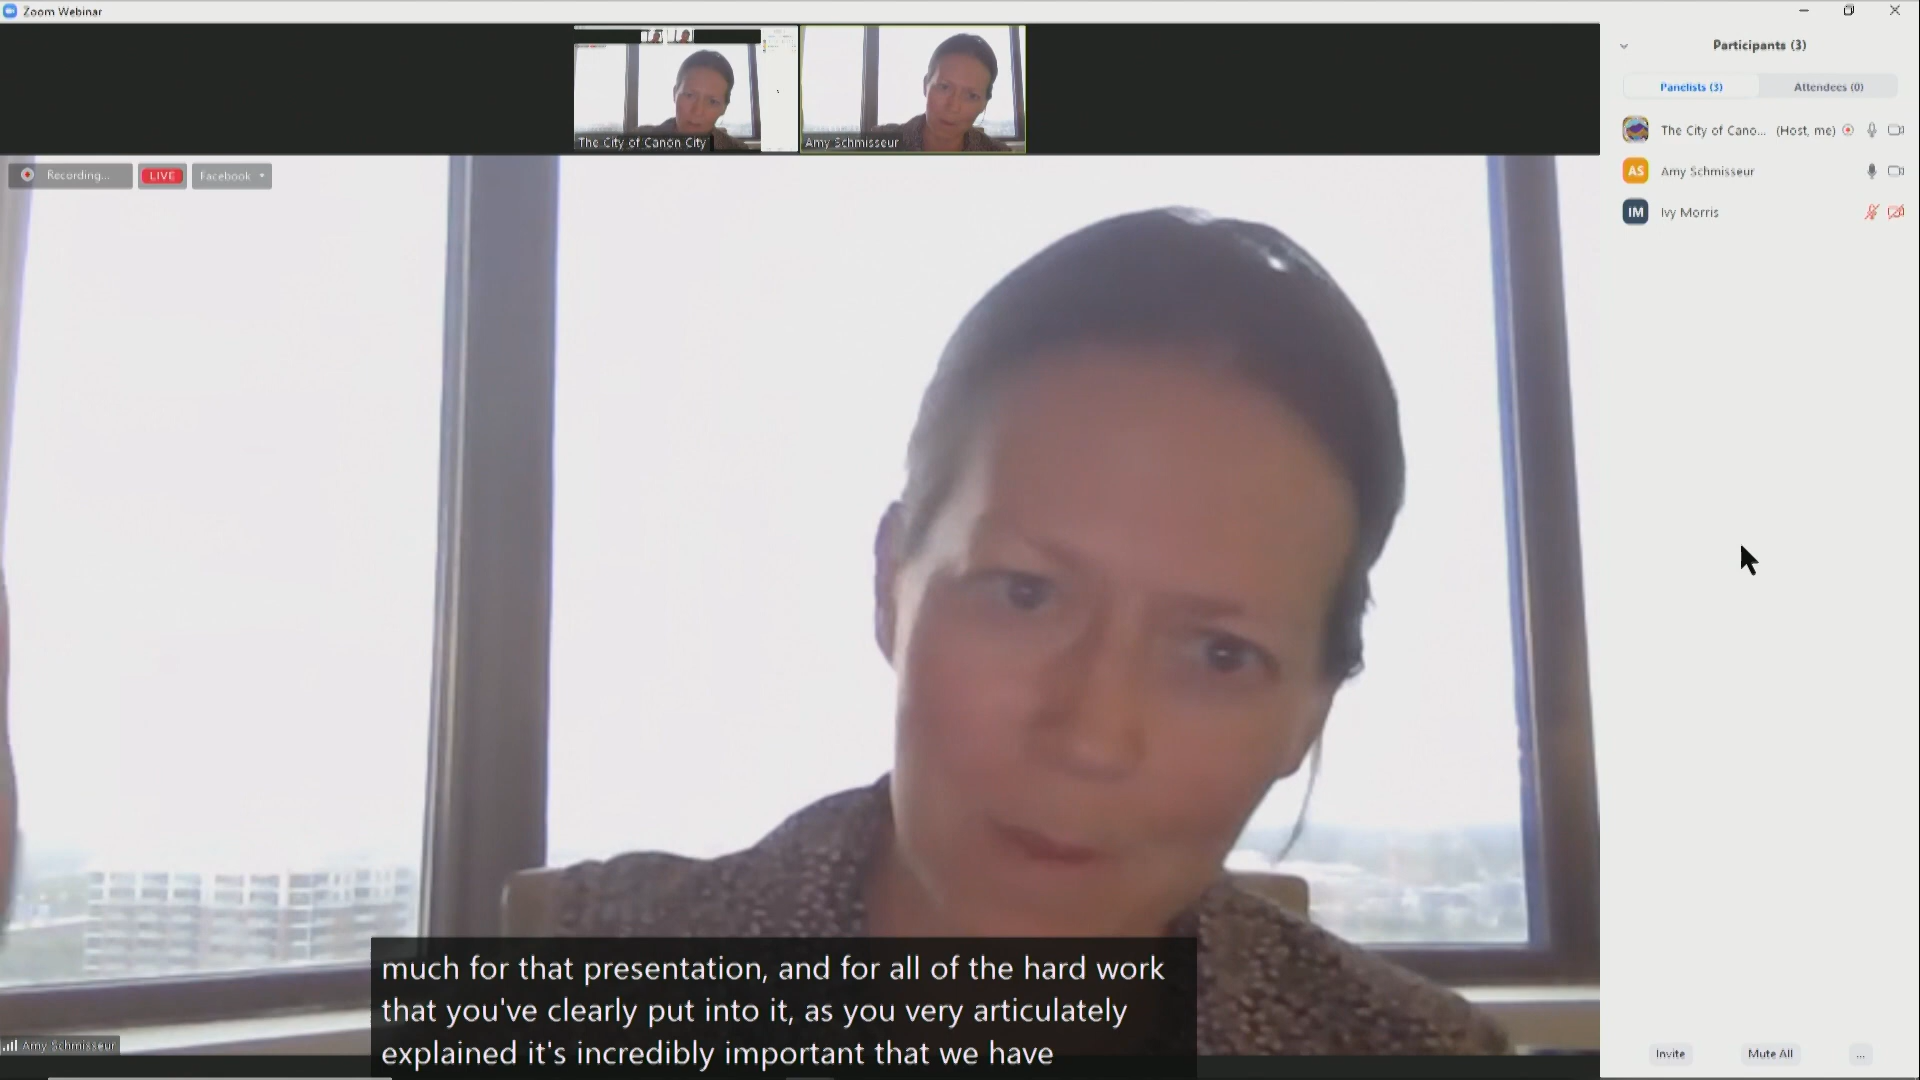 Zoom Webinar
The City of Canon City
Amy Schmisseur
Recording...
LIVE
Facebook
Participants (3)
Panelists (3)
Attendees (0)
The City of Cano... (Host, me)
AS
Amy Schmisseur
IM
Ivy Morris
much for that presentation, and for all of the hard work
that you've clearly put into it, as you very articulately
explained it's incredibly important that we have
Amy Schmisseur
Invite
Mute All
...